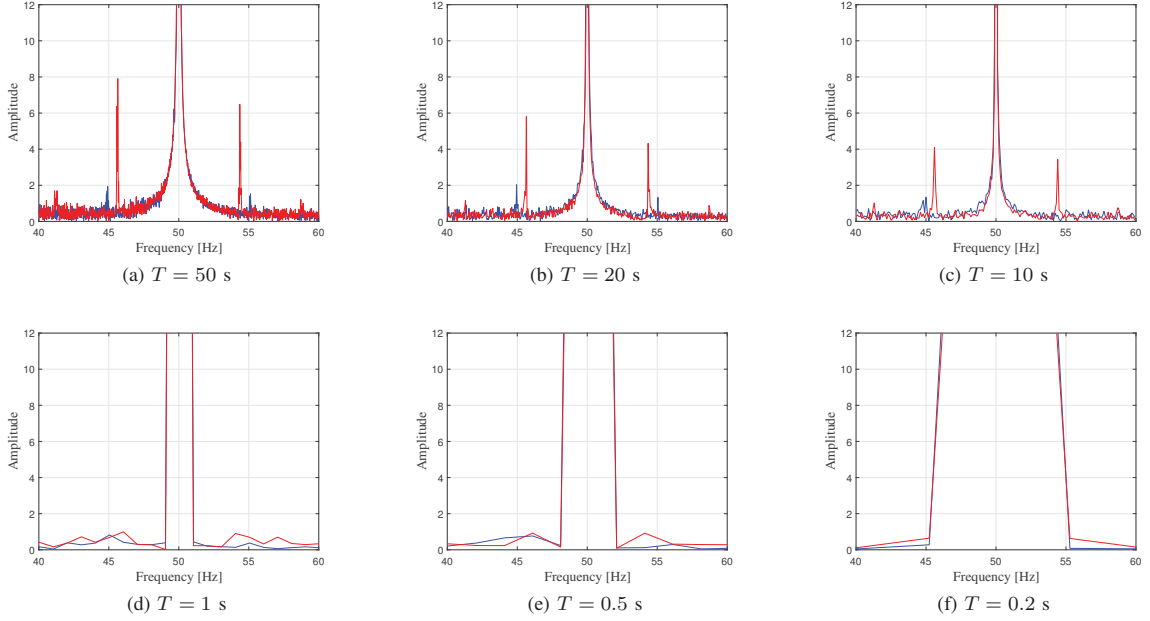 12
10
8
6
4
2
0
Amplitude
40 45 50 55 60
Frequency [Hz]
(a) T = 50 s
12
10
8
6
4
2
0
Amplitude
40 45 50 55 60
Frequency [Hz]
(b) T = 20 s
12
10
8
6
4
2
0
Amplitude
40 45 50 55 60
Frequency [Hz]
(c) T = 10 s
12
10
8
6
4
2
0
Amplitude
40 45 50 55 60
Frequency [Hz]
(d) T = 1 s
12
10
8
6
4
2
0
Amplitude
40 45 50 55 60
Frequency [Hz]
(e) T = 0.5 s
12
10
8
6
4
2
0
Amplitude
40 45 50 55 60
Frequency [Hz]
(f) T = 0.2 s